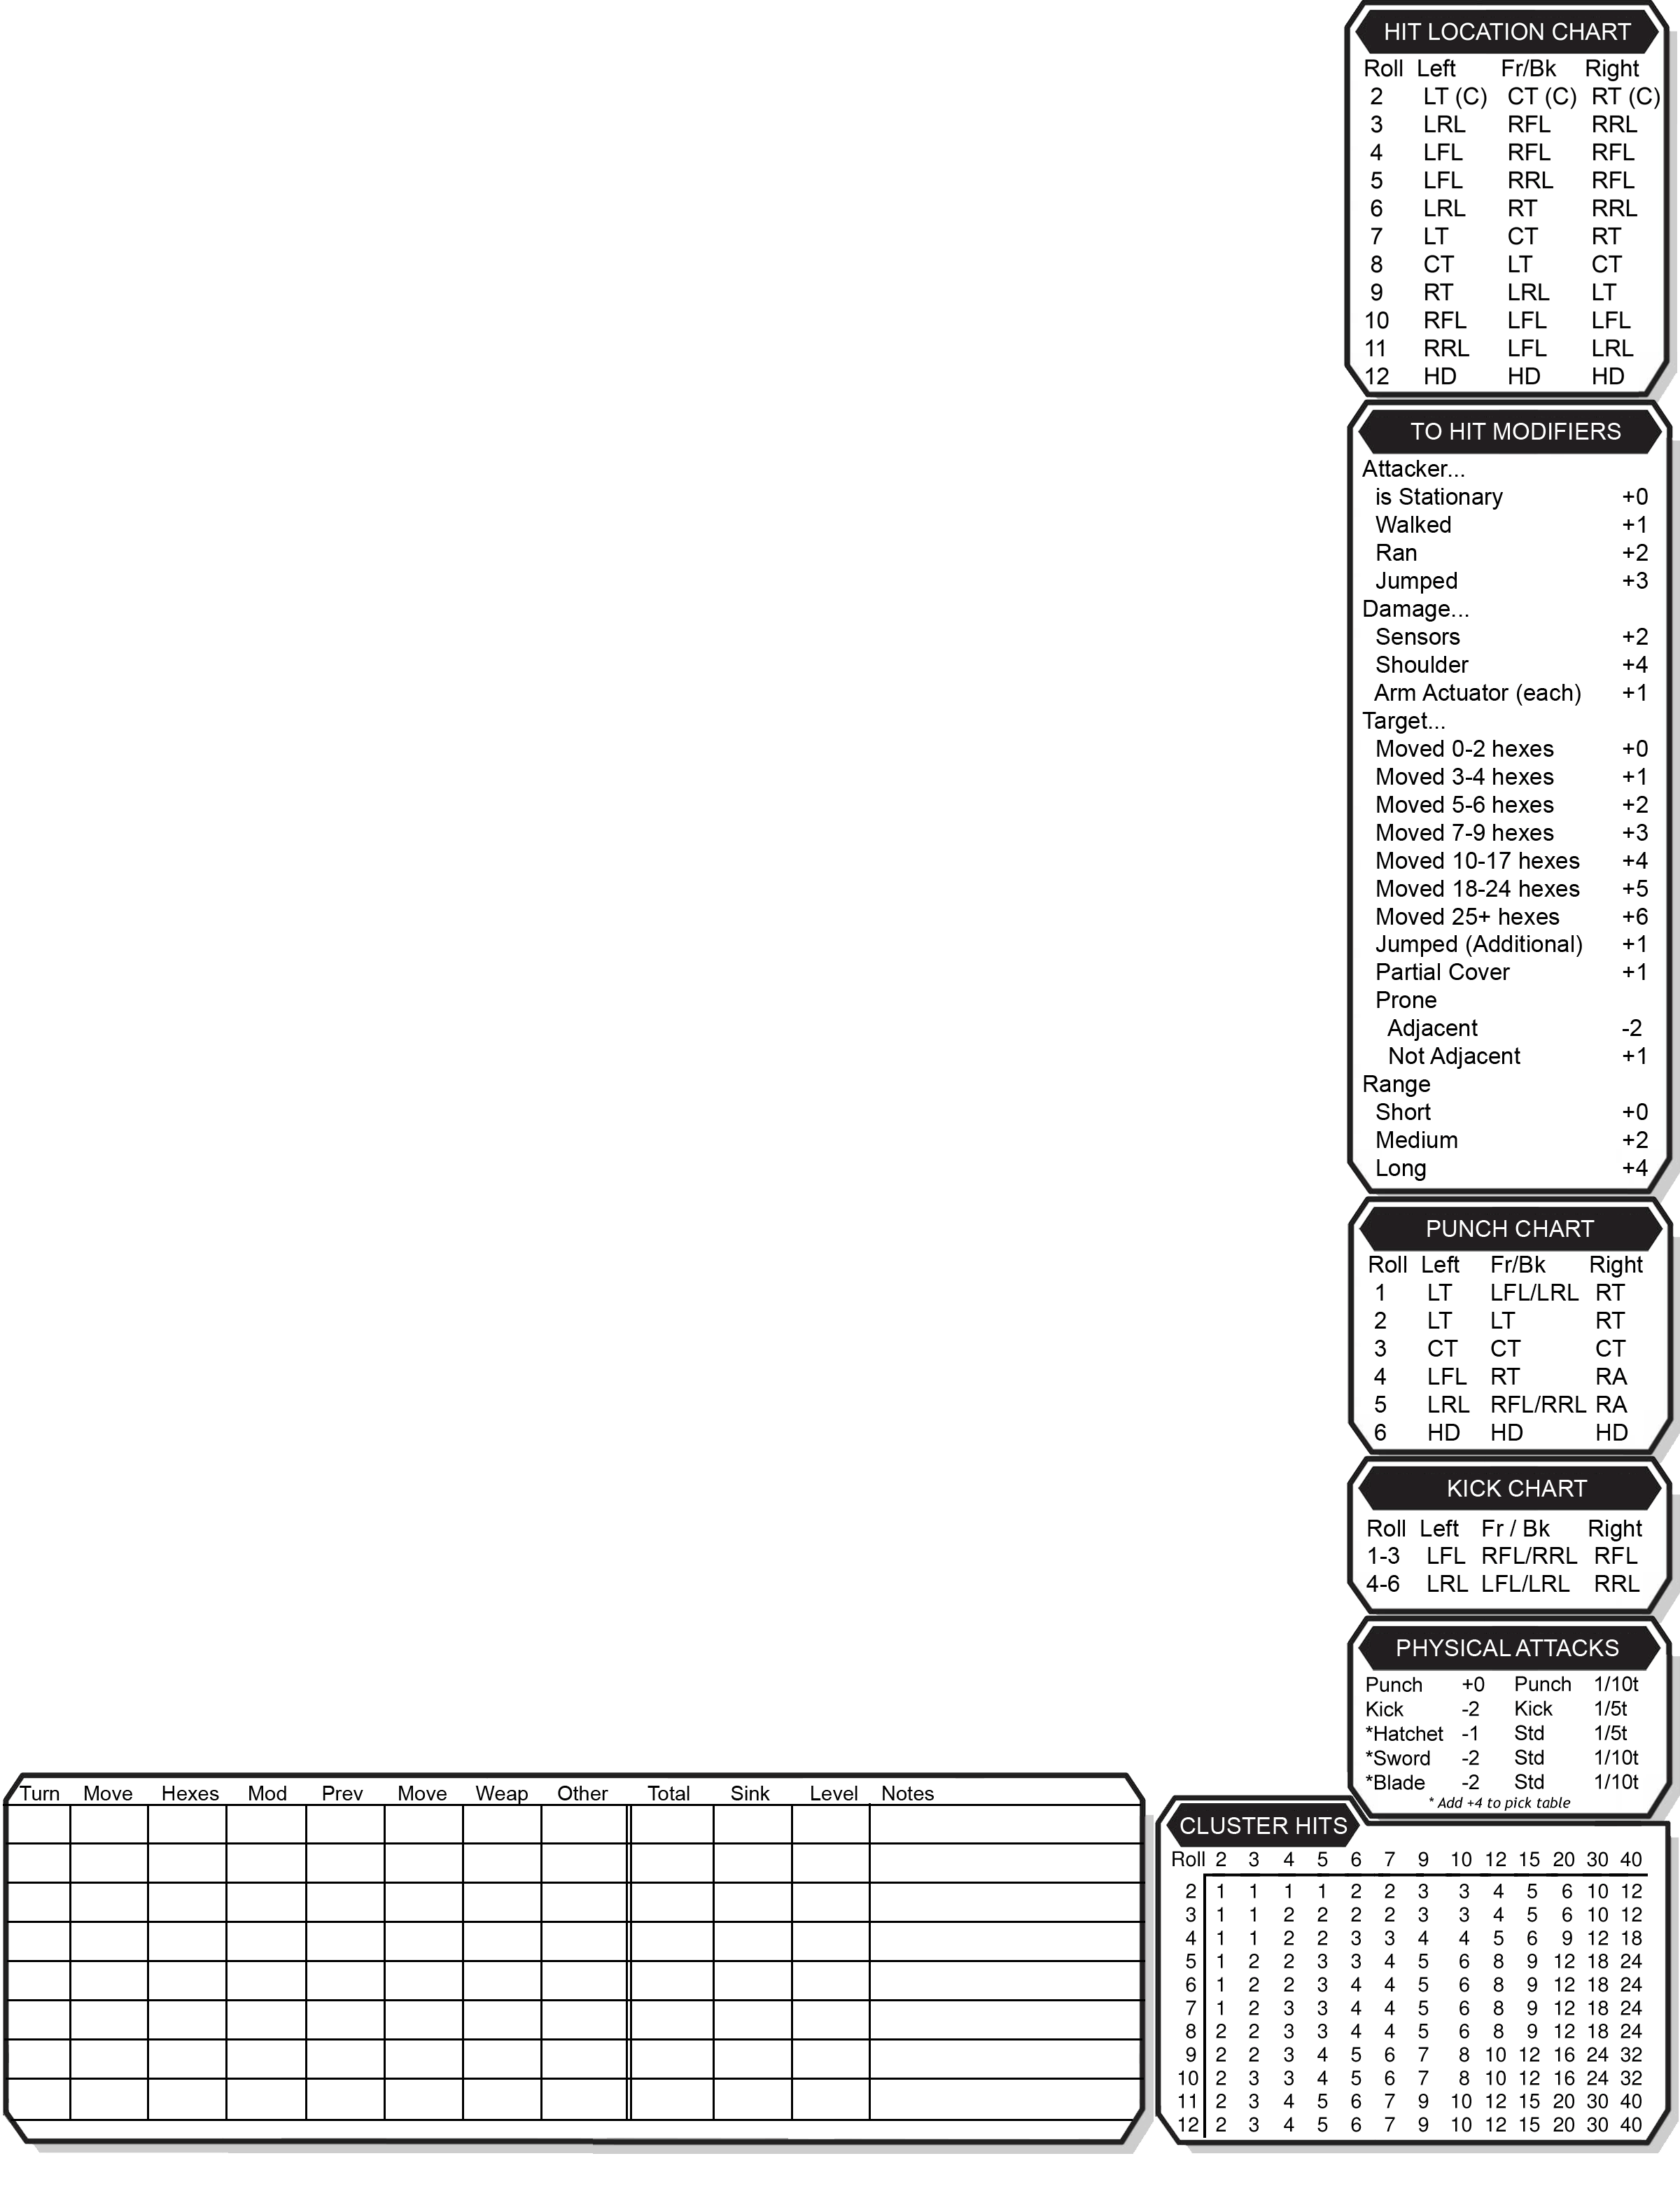 HIT LOCATION CHART
Roll Left Fr/Bk Right
2 LT (C) CT (C) RT (C)
3 LRL RFL RRL
4 LFL RFL RFL
5 LFL RRL RFL
6 LRL RT RRL
7 LT CT RT
8 CT LT CT
9 RT LRL LT
10 RFL LFL LFL
11 RRL LFL LRL
12 HD HD HD
TO HIT MODIFIERS
Attacker...
is Stationary +0
Walked +1
Ran +2
Jumped +3
Damage...
Sensors +2
Shoulder +4
Arm Actuator (each) +1
Target...
Moved 0-2 hexes +0
Moved 3-4 hexes +1
Moved 5-6 hexes +2
Moved 7-9 hexes +3
Moved 10-17 hexes +4
Moved 18-24 hexes +5
Moved 25+ hexes +6
Jumped (Additional) +1
Partial Cover +1
Prone
Adjacent -2
Not Adjacent +1
Range
Short +0
Medium +2
Long +4
PUNCH CHART
Roll Left Fr/Bk Right
1 LT LFL/LRL RT
2 LT LT RT
3 CT CT CT
4 LFL RT RA
5 LRL RFL/RRL RA
6 HD HD HD
KICK CHART
Roll Left Fr / Bk Right
1-3 LFL RFL/RRL RFL
4-6 LRL LFL/LRL RRL
PHYSICAL ATTACKS
Punch +0 Punch 1/10t
Kick -2 Kick 1/5t
*Hatchet -1 Std 1/5t
*Sword -2 Std 1/10t
*Blade -2 Std 1/10t
* Add +4 to pick table
Turn Move Hexes Mod Prev Move Weap Other Total Sink Level Notes
CLUSTER HITS
Roll 2 3 4 5 6 7 9 10 12 15 20 30 40
2 1 1 1 1 2 2 3 3 4 5 6 10 12
3 1 1 2 2 2 2 3 3 4 5 6 10 12
4 1 1 2 2 3 3 4 4 5 6 9 12 18
5 1 2 2 3 3 4 5 6 8 9 12 18 24
6 1 2 2 3 4 4 5 6 8 9 12 18 24
7 1 2 3 3 4 4 5 6 8 9 12 18 24
8 2 2 3 3 4 4 5 6 8 9 12 18 24
9 2 2 3 4 5 6 7 8 10 12 16 24 32
10 2 3 3 4 5 6 7 8 10 12 16 24 32
11 2 3 4 5 6 7 9 10 12 15 20 30 40
12 2 3 4 5 6 7 9 10 12 15 20 30 40